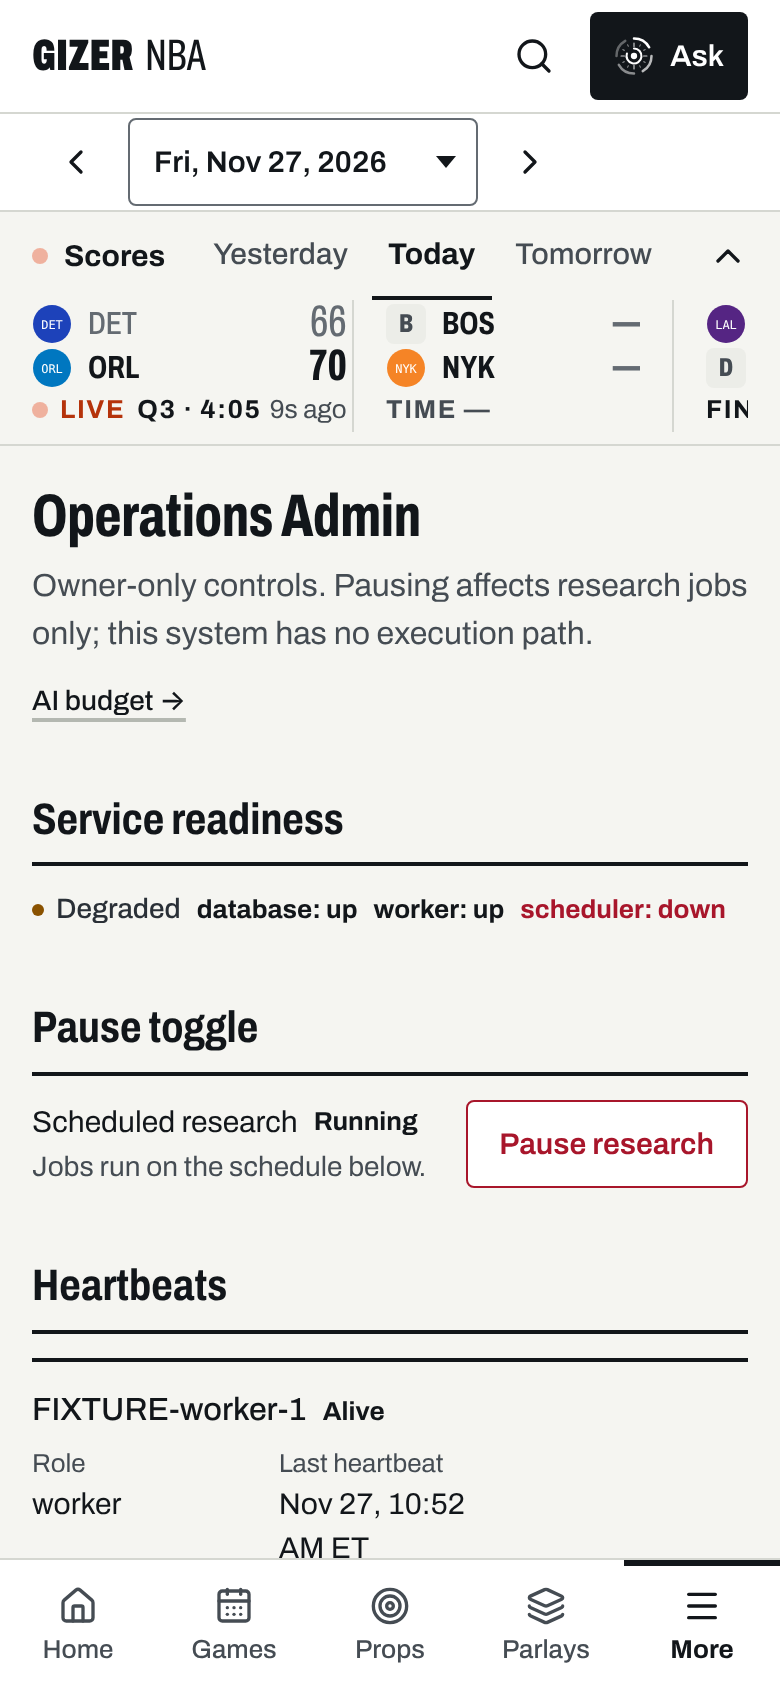 GIZER NBA
Ask
Fri, Nov 27, 2026
Scores Yesterday Today Tomorrow
DET DET 66
ORL ORL 70
LIVE Q3 · 4:05 9s ago
B BOS —
NYK NYK —
TIME —
LAL
D
FIN
Operations Admin
Owner-only controls. Pausing affects research jobs
only; this system has no execution path.
AI budget →
Service readiness
Degraded database: up worker: up scheduler: down
Pause toggle
Scheduled research Running
Jobs run on the schedule below.
Pause research
Heartbeats
FIXTURE-worker-1 Alive
Role Last heartbeat
worker Nov 27, 10:52
AM ET
Home Games Props Parlays More